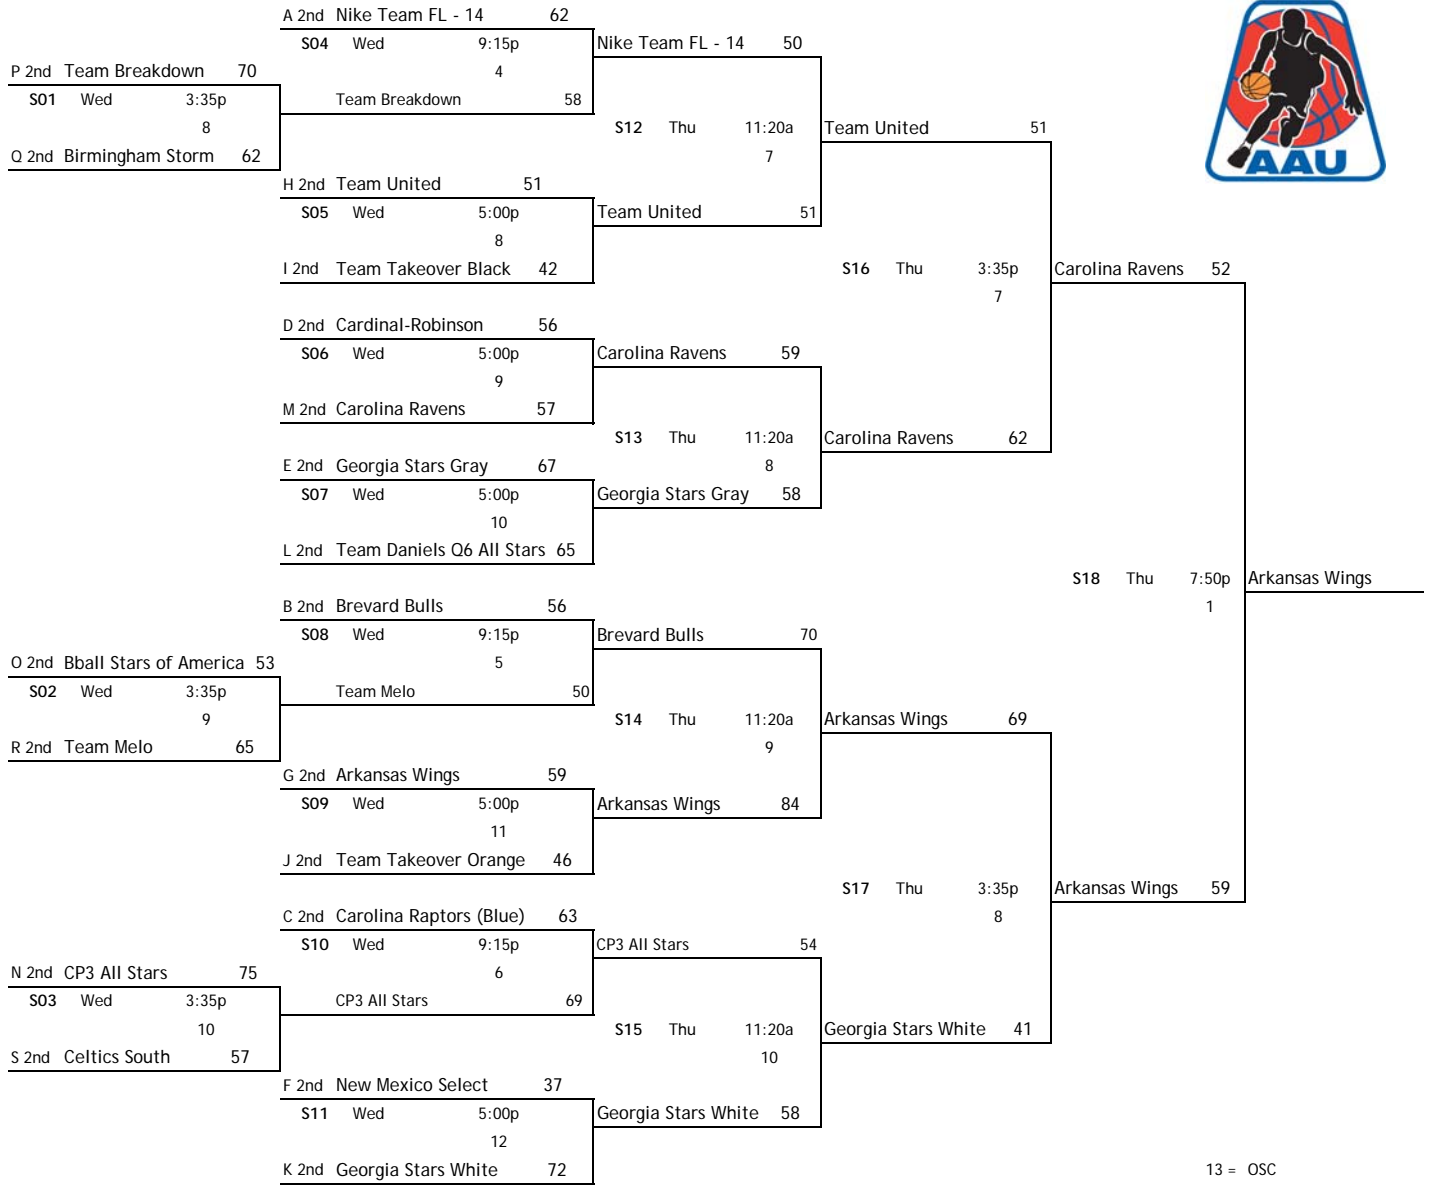 A 2nd Nike Team FL - 14 62
S04 Wed 9:15p Nike Team FL - 14 50
P 2nd Team Breakdown 70 4
S01 Wed 3:35p Team Breakdown 58
8 S12 Thu 11:20a Team United 51
Q 2nd Birmingham Storm 62 7
AAU
H 2nd Team United 51
S05 Wed 5:00p Team United 51
8
I 2nd Team Takeover Black 42 S16 Thu 3:35p Carolina Ravens 52
7
D 2nd Cardinal-Robinson 56
S06 Wed 5:00p Carolina Ravens 59
9
M 2nd Carolina Ravens 57
S13 Thu 11:20a Carolina Ravens 62
E 2nd Georgia Stars Gray 67 8
S07 Wed 5:00p Georgia Stars Gray 58
10
L 2nd Team Daniels Q6 All Stars 65
S18 Thu 7:50p Arkansas Wings
B 2nd Brevard Bulls 56 1
S08 Wed 9:15p Brevard Bulls 70
O 2nd Bball Stars of America 53 5
S02 Wed 3:35p Team Melo 50
9 S14 Thu 11:20a Arkansas Wings 69
R 2nd Team Melo 65 9
G 2nd Arkansas Wings 59
S09 Wed 5:00p Arkansas Wings 84
11
J 2nd Team Takeover Orange 46
S17 Thu 3:35p Arkansas Wings 59
C 2nd Carolina Raptors (Blue) 63 8
S10 Wed 9:15p CP3 All Stars 54
N 2nd CP3 All Stars 75 6
S03 Wed 3:35p CP3 All Stars 69
10 S15 Thu 11:20a Georgia Stars White 41
S 2nd Celtics South 57 10
F 2nd New Mexico Select 37
S11 Wed 5:00p Georgia Stars White 58
12
K 2nd Georgia Stars White 72 13 = OSC